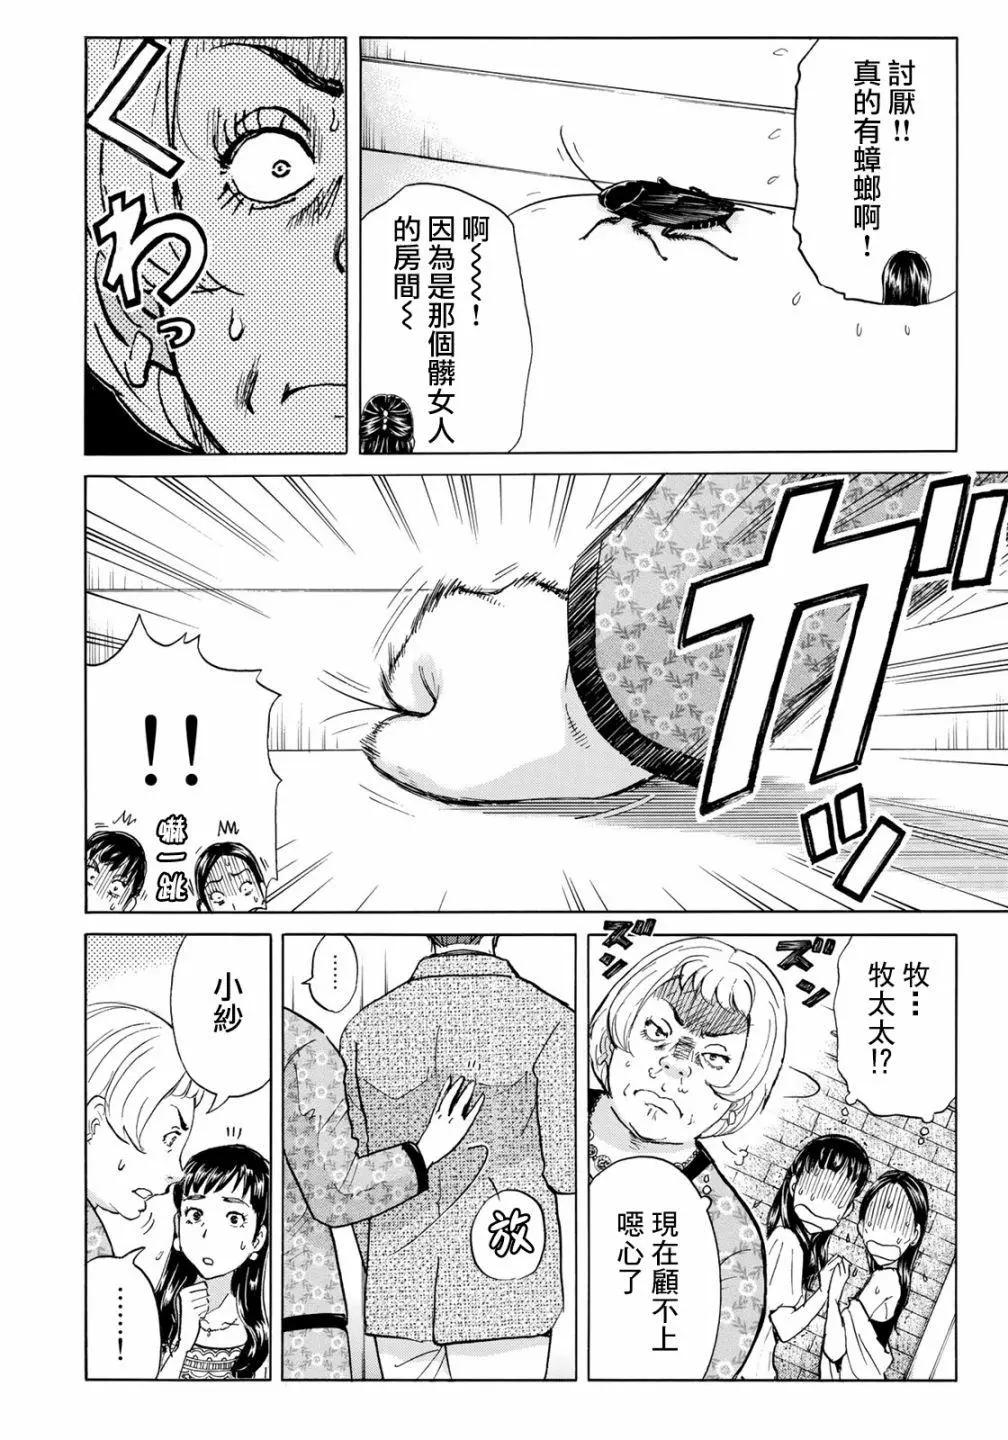 討厭!!
真的有蟑螂啊！
啊～～～！
因為是那個髒女人
的房間～
くわっ
ガッ
！！
嚇一跳
牧…
牧太太!?
ズン
ズン
現在顧不上
噁心了
……
放
小紗
……！